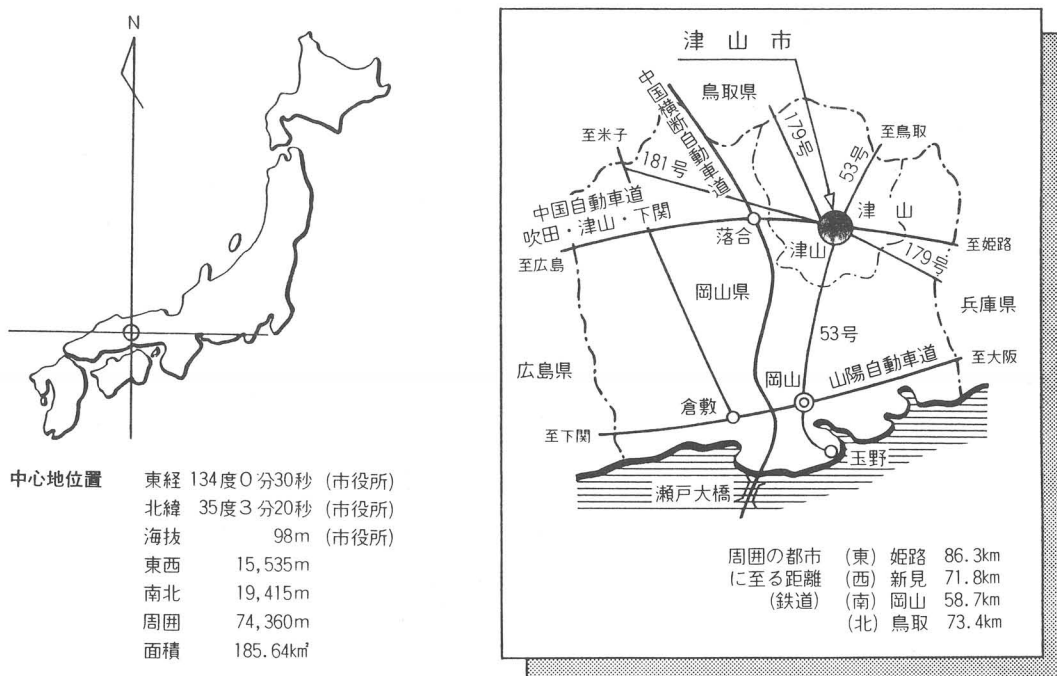 N
中心地位置 東経 134度0分30秒 (市役所)
北緯 35度3分20秒 (市役所)
海抜 98m (市役所)
東西 15,535m
南北 19,415m
周囲 74,360m
面積 185.64km²
津山市
鳥取県
中国横断自動車道
179号
至鳥取
53号
至米子
181号
中国自動車道
吹田・津山・下関
津山
落合
津山
至広島
至姫路
179号
岡山県
兵庫県
53号
広島県
岡山
山陽自動車道
至大阪
倉敷
至下関
玉野
瀬戸大橋
周囲の都市 (東) 姫路 86.3km
に至る距離 (西) 新見 71.8km
(鉄道) (南) 岡山 58.7km
(北) 鳥取 73.4km